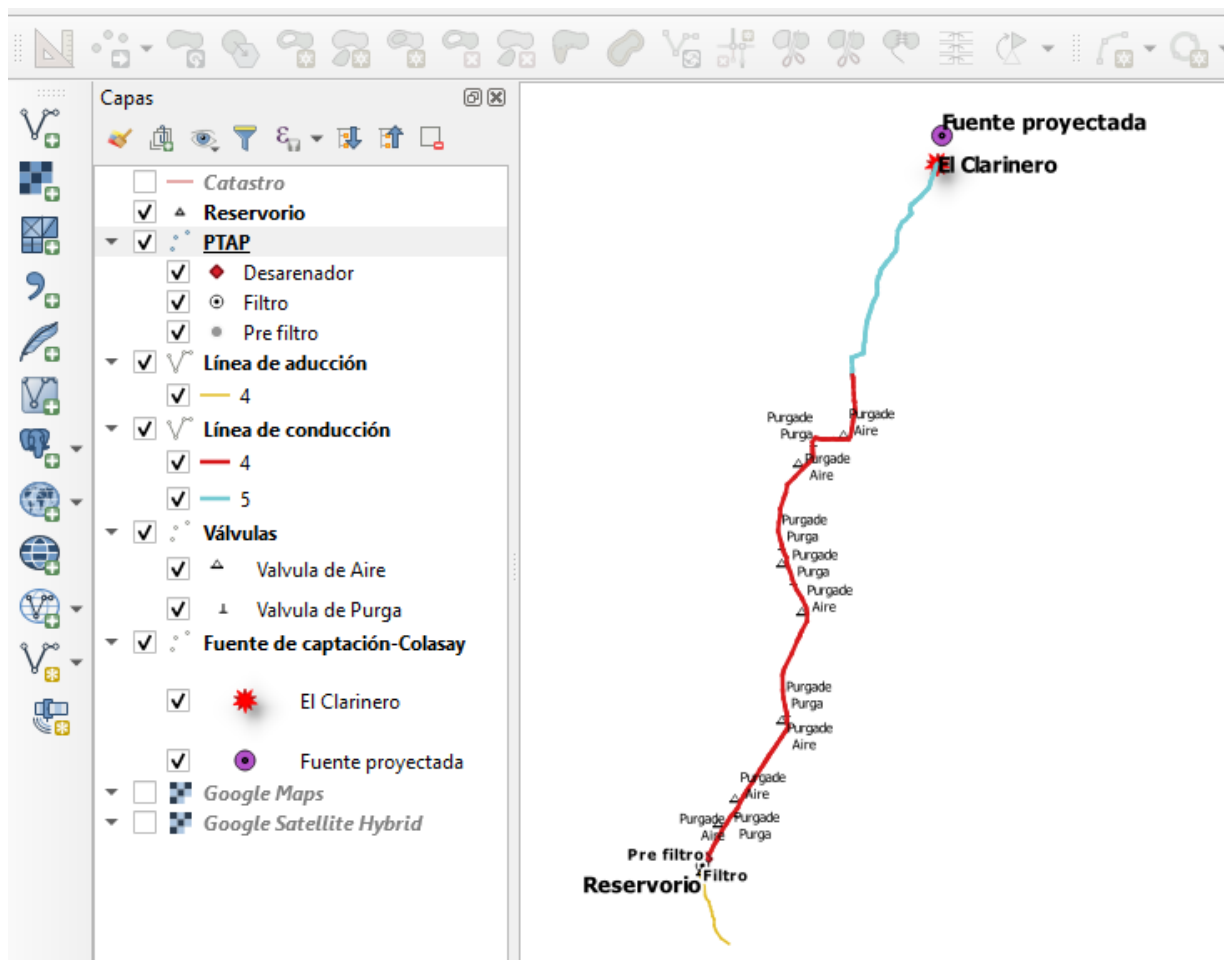 Capas
Catastro
Reservorio
PTAP
Desarenador
Filtro
Pre filtro
Línea de aducción
4
Línea de conducción
4
5
Válvulas
Valvula de Aire
Valvula de Purga
Fuente de captación-Colasay
El Clarinero
Fuente proyectada
Google Maps
Google Satellite Hybrid
Fuente proyectada
El Clarinero
Purgade
Purga
Purgade
Aire
Purgade
Aire
Purgade
Purga
Purgade
Purga
Purgade
Aire
Purgade
Purga
Purgade
Aire
Purgade
Aire
Purgade
Aire
Purgade
Purga
Pre filtro
Filtro
Reservorio